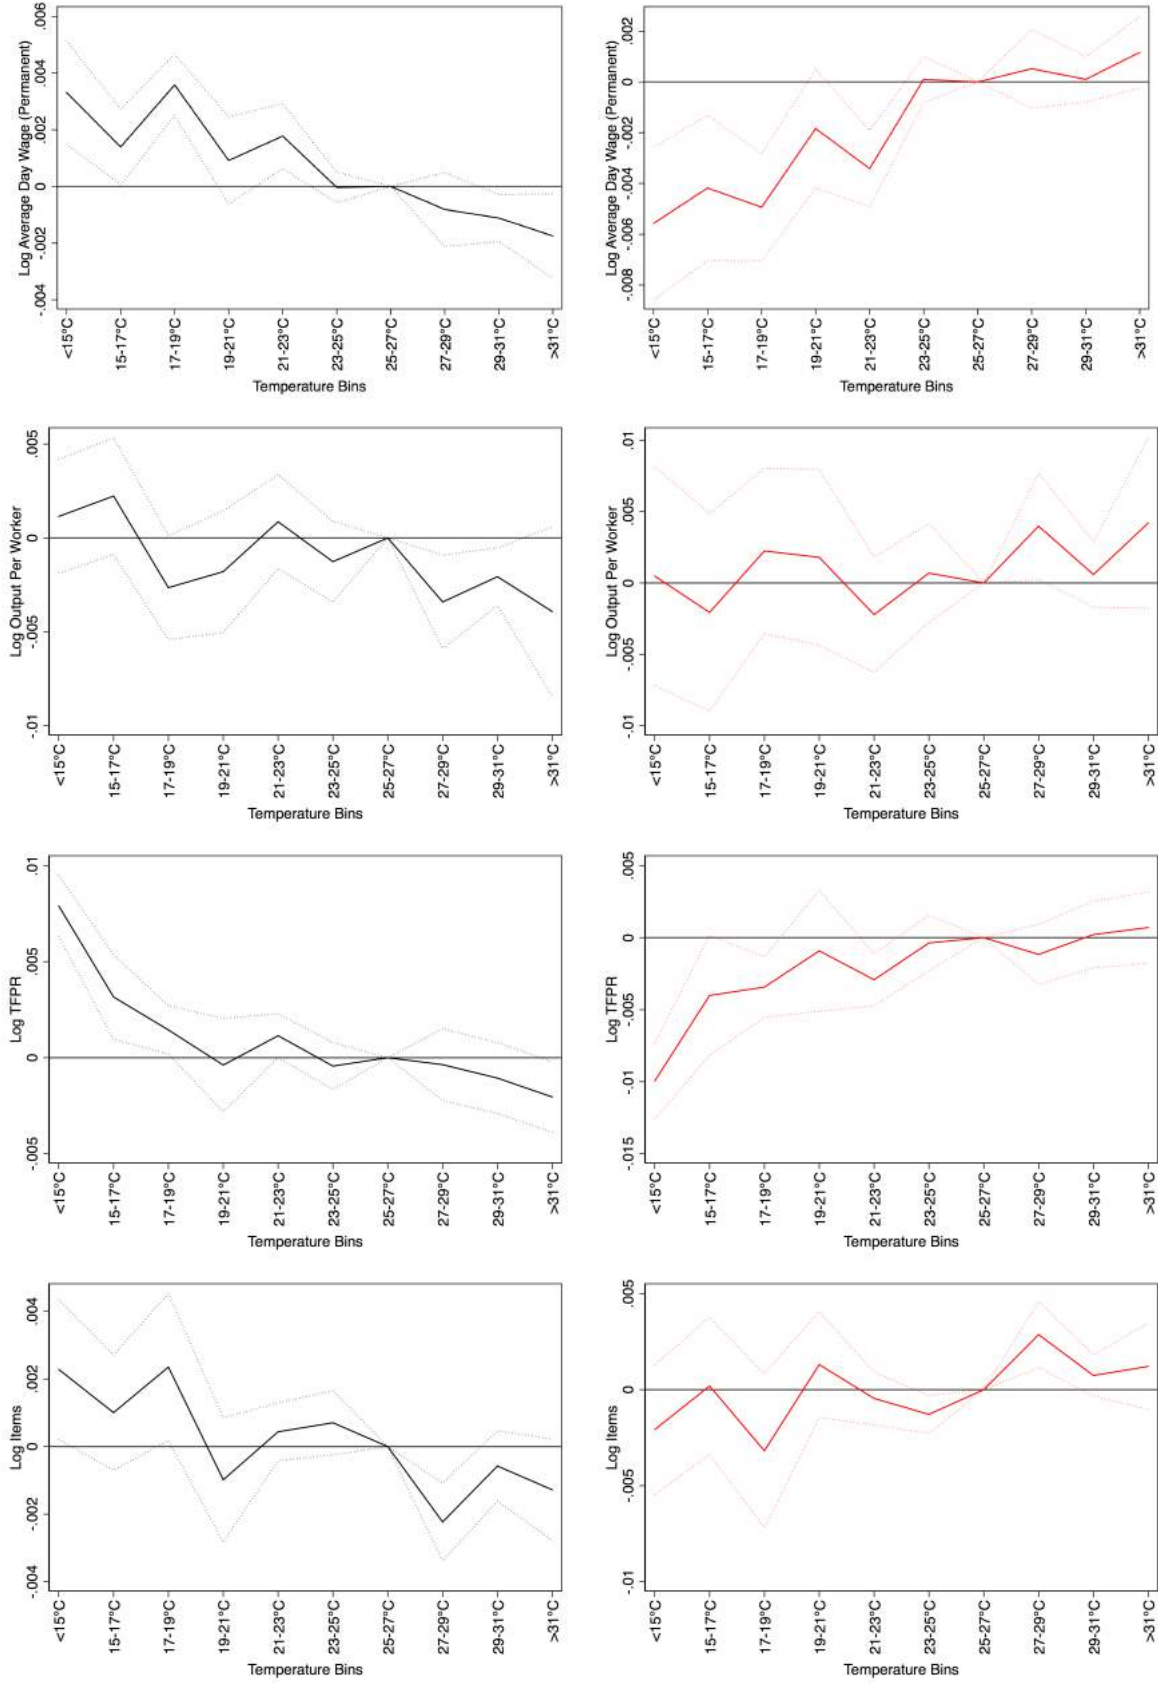 Log Average Day Wage (Permanent)
.006
.004
.002
0
-.002
-.004
<15°C
15-17°C
17-19°C
19-21°C
21-23°C
23-25°C
25-27°C
27-29°C
29-31°C
>31°C
Temperature Bins
Log Average Day Wage (Permanent)
.002
0
-.002
-.004
-.006
-.008
<15°C
15-17°C
17-19°C
19-21°C
21-23°C
23-25°C
25-27°C
27-29°C
29-31°C
>31°C
Temperature Bins
Log Output Per Worker
.005
0
-.005
-.01
<15°C
15-17°C
17-19°C
19-21°C
21-23°C
23-25°C
25-27°C
27-29°C
29-31°C
>31°C
Temperature Bins
Log Output Per Worker
.01
.005
0
-.005
-.01
<15°C
15-17°C
17-19°C
19-21°C
21-23°C
23-25°C
25-27°C
27-29°C
29-31°C
>31°C
Temperature Bins
Log TFPR
.01
.005
0
-.005
<15°C
15-17°C
17-19°C
19-21°C
21-23°C
23-25°C
25-27°C
27-29°C
29-31°C
>31°C
Temperature Bins
Log TFPR
.005
0
-.005
-.01
-.015
<15°C
15-17°C
17-19°C
19-21°C
21-23°C
23-25°C
25-27°C
27-29°C
29-31°C
>31°C
Temperature Bins
Log Items
.004
.002
0
-.002
-.004
<15°C
15-17°C
17-19°C
19-21°C
21-23°C
23-25°C
25-27°C
27-29°C
29-31°C
>31°C
Temperature Bins
Log Items
.005
0
-.005
-.01
<15°C
15-17°C
17-19°C
19-21°C
21-23°C
23-25°C
25-27°C
27-29°C
29-31°C
>31°C
Temperature Bins